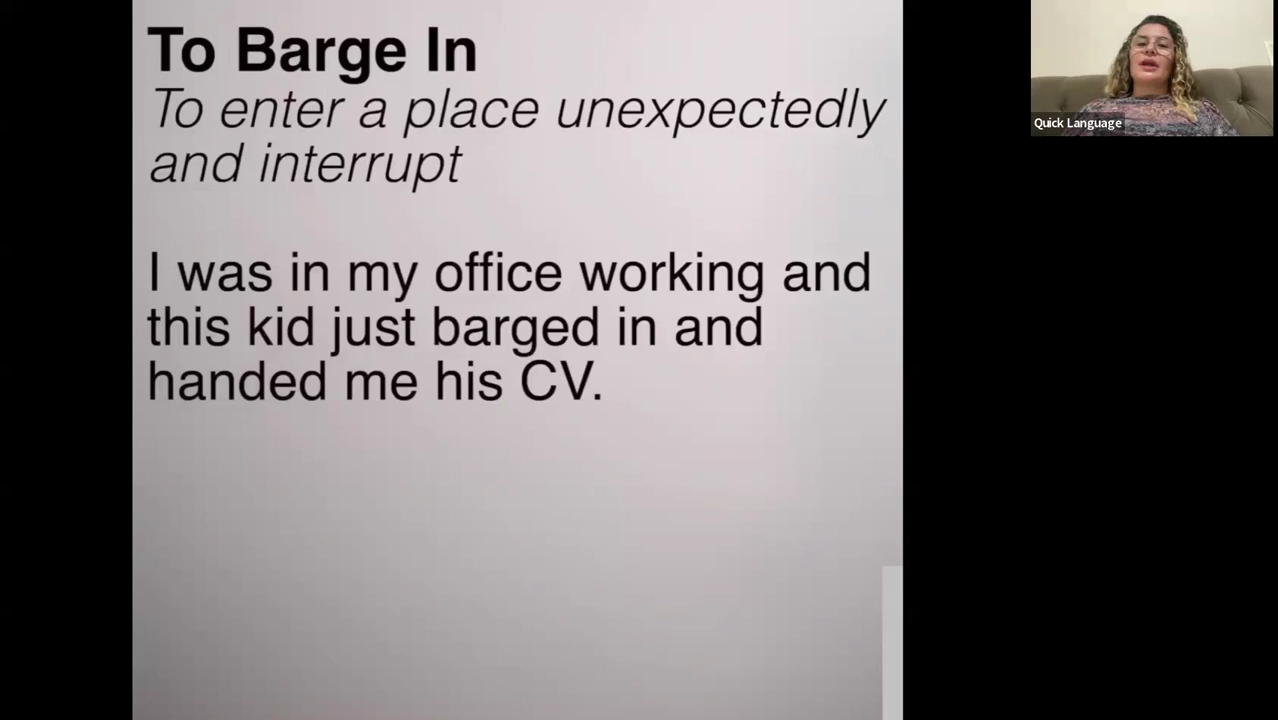 To Barge In
To enter a place unexpectedly
and interrupt
I was in my office working and
this kid just barged in and
handed me his CV.
Quick Language